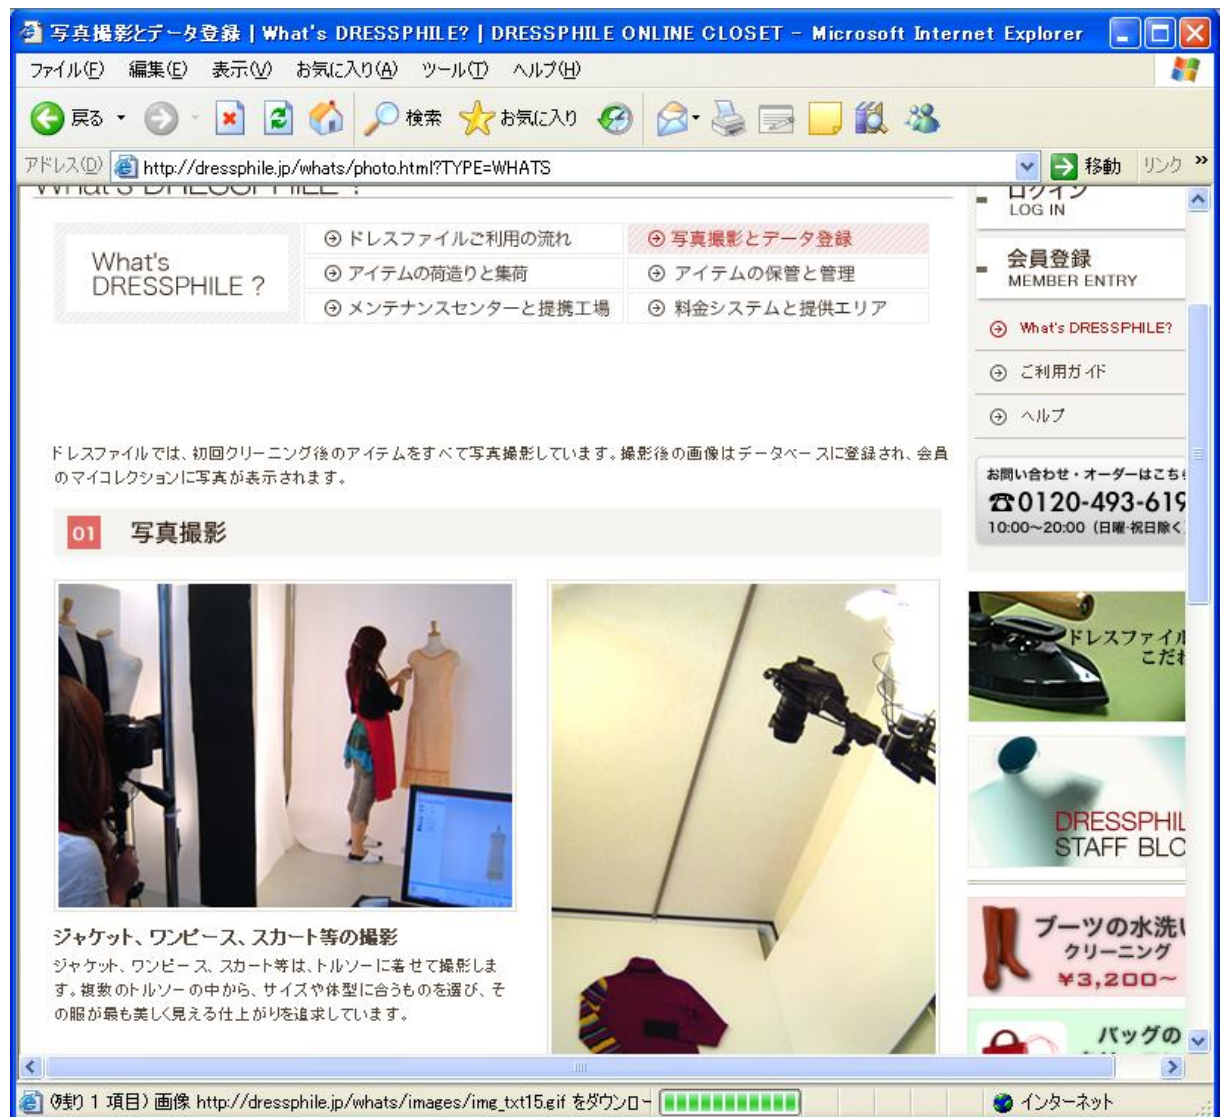 写真撮影とデータ登録 | What's DRESSPHILE? | DRESSPHILE ONLINE CLOSET - Microsoft Internet Explorer
ファイル(F) 編集(E) 表示(V) お気に入り(A) ツール(T) ヘルプ(H)
戻る 検索 お気に入り
アドレス(D) http://dressphile.jp/whats/photo.html?TYPE=WHATS 移動 リンク »
What's DRESSPHILE ?
What's
DRESSPHILE ?
ドレスファイルご利用の流れ 写真撮影とデータ登録
アイテムの荷造りと集荷 アイテムの保管と管理
メンテナンスセンターと提携工場 料金システムと提供エリア
ドレスファイルでは、初回クリーニング後のアイテムをすべて写真撮影しています。撮影後の画像はデータベースに登録され、会員
のマイコレクションに写真が表示されます。
01 写真撮影
ジャケット、ワンピース、スカート等の撮影
ジャケット、ワンピース、スカート等は、トルソーに着せて撮影しま
す。複数のトルソーの中から、サイズや体型に合うものを選び、そ
の服が最も美しく見える仕上がりを追求しています。
ログイン
LOG IN
会員登録
MEMBER ENTRY
What's DRESSPHILE?
ご利用ガイド
ヘルプ
お問い合わせ・オーダーはこち
☎0120-493-619
10:00〜20:00 (日曜·祝日除く
ドレスファイル
こだわ
DRESSPHIL
STAFF BLO
ブーツの水洗い
クリーニング
¥3,200〜
バッグの
(残り 1 項目) 画像 http://dressphile.jp/whats/images/img_txt15.gif をダウンロー インターネット